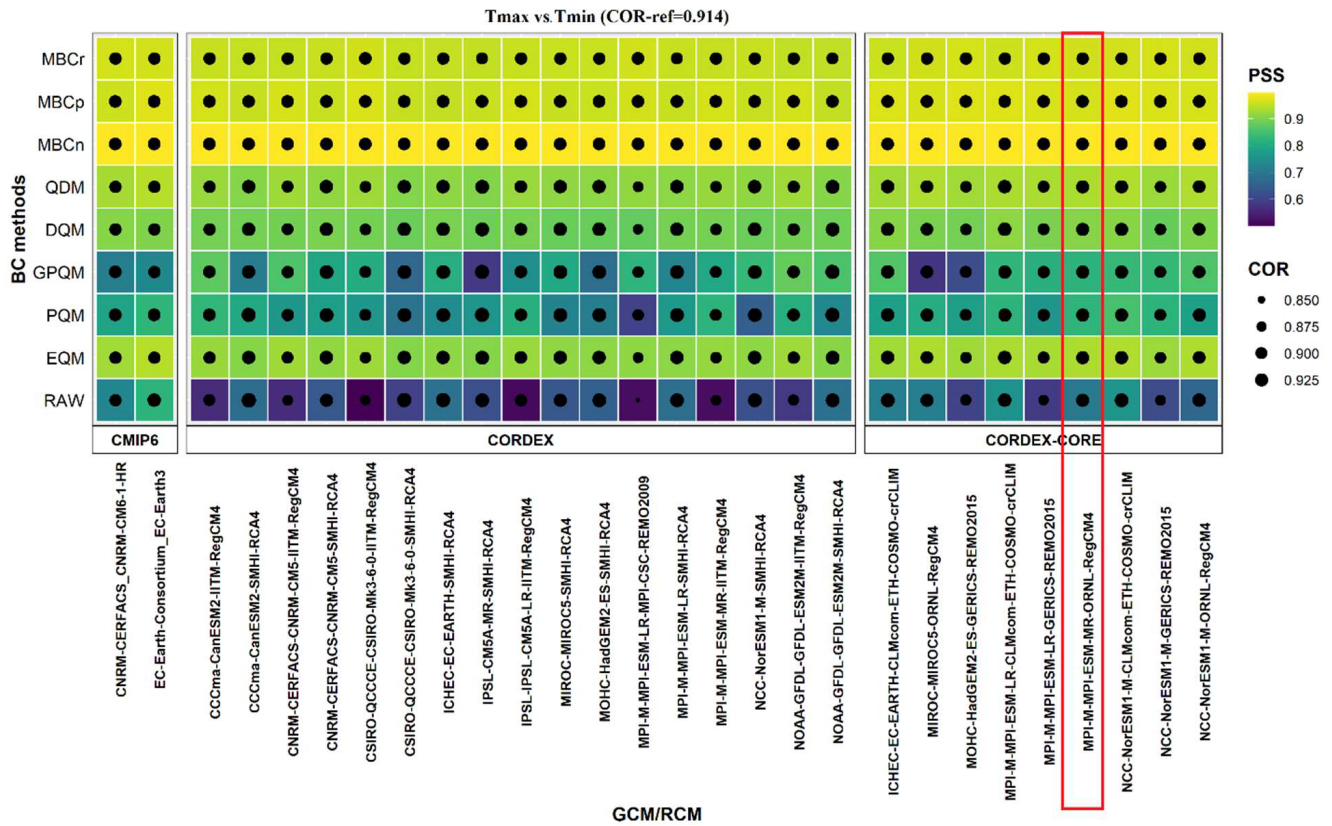 Tmax vs. Tmin (COR-ref=0.914)
BC methods
MBCr
MBCp
MBCn
QDM
DQM
GPQM
PQM
EQM
RAW
CMIP6
CORDEX
CORDEX-CORE
CNRM-CERFACS_CNRM-CM6-1-HR
EC-Earth-Consortium_EC-Earth3
CCCma-CanESM2-IITM-RegCM4
CCCma-CanESM2-SMHI-RCA4
CNRM-CERFACS-CNRM-CM5-IITM-RegCM4
CNRM-CERFACS-CNRM-CM5-SMHI-RCA4
CSIRO-QCCCE-CSIRO-Mk3-6-0-IITM-RegCM4
CSIRO-QCCCE-CSIRO-Mk3-6-0-SMHI-RCA4
ICHEC-EC-EARTH-SMHI-RCA4
IPSL-CM5A-MR-SMHI-RCA4
IPSL-IPSL-CM5A-LR-IITM-RegCM4
MIROC-MIROC5-SMHI-RCA4
MOHC-HadGEM2-ES-SMHI-RCA4
MPI-M-MPI-ESM-LR-MPI-CSC-REMO2009
MPI-M-MPI-ESM-LR-SMHI-RCA4
MPI-M-MPI-ESM-MR-IITM-RegCM4
NCC-NorESM1-M-SMHI-RCA4
NOAA-GFDL-GFDL-ESM2M-IITM-RegCM4
NOAA-GFDL-GFDL-ESM2M-SMHI-RCA4
ICHEC-EC-EARTH-CLMcom-ETH-COSMO-crCLIM
MIROC-MIROC5-ORNL-RegCM4
MOHC-HadGEM2-ES-GERICS-REMO2015
MPI-M-MPI-ESM-LR-CLMcom-ETH-COSMO-crCLIM
MPI-M-MPI-ESM-LR-GERICS-REMO2015
MPI-M-MPI-ESM-MR-ORNL-RegCM4
NCC-NorESM1-M-CLMcom-ETH-COSMO-crCLIM
NCC-NorESM1-M-GERICS-REMO2015
NCC-NorESM1-M-ORNL-RegCM4
GCM/RCM
PSS
0.9
0.8
0.7
0.6
COR
0.850
0.875
0.900
0.925